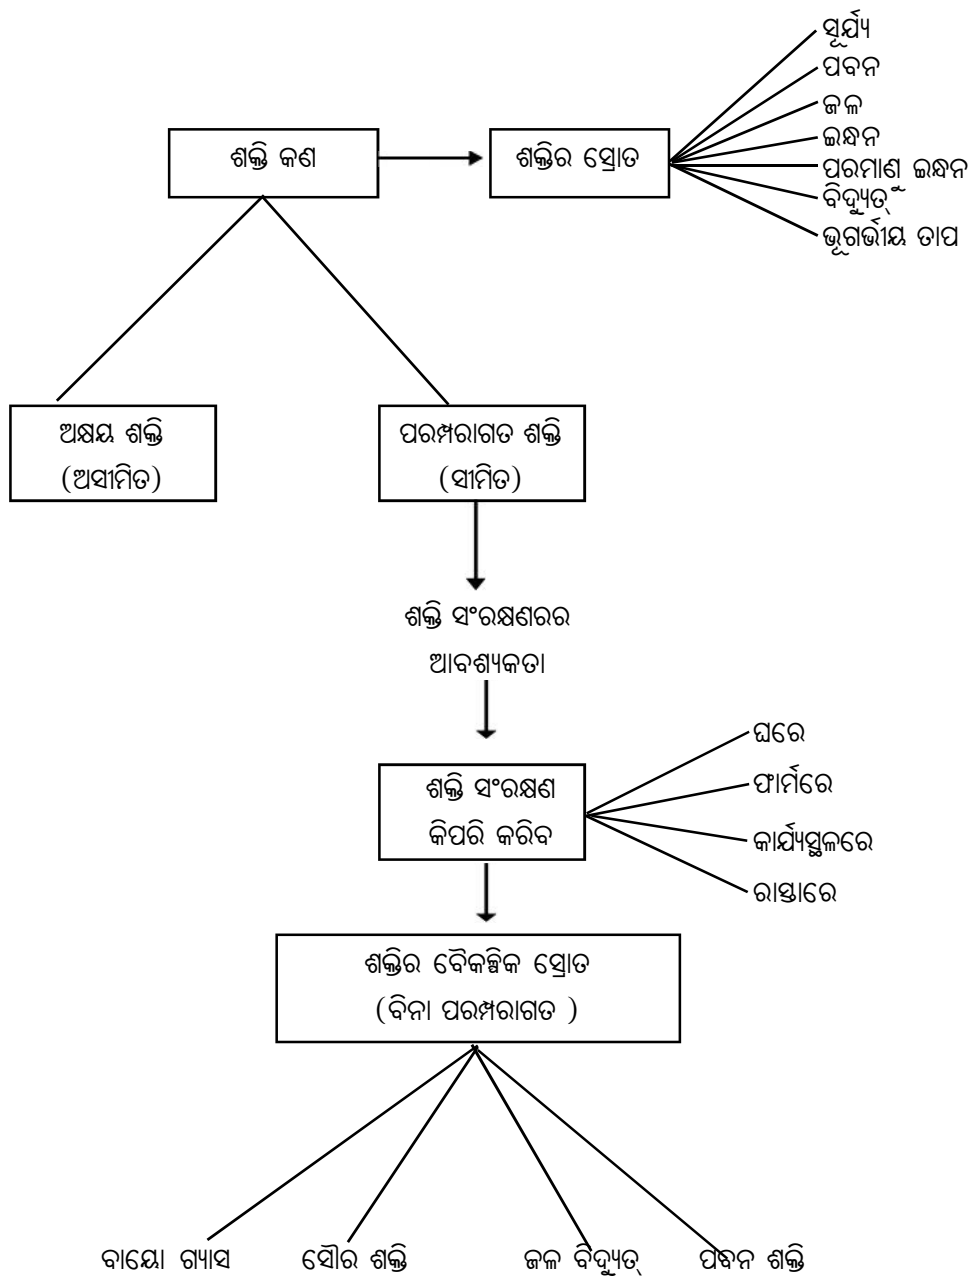 ସୂର୍ଯ୍ୟ
ପବନ
ଜଳ
ଇନ୍ଧନ
ପରମାଣୁ ଇନ୍ଧନ
ବିଦ୍ୟୁତ୍
ଭୂଗର୍ଭୀୟ ତାପ
ଶକ୍ତି କଣ
ଶକ୍ତିର ସ୍ରୋତ
ଅକ୍ଷୟ ଶକ୍ତି
(ଅସୀମିତ)
ପରମ୍ପରାଗତ ଶକ୍ତି
(ସୀମିତ)
ଶକ୍ତି ସଂରକ୍ଷଣରର
ଆବଶ୍ୟକତା
ଶକ୍ତି ସଂରକ୍ଷଣ
କିପରି କରିବ
ଘରେ
ଫାର୍ମରେ
କାର୍ଯ୍ୟସ୍ଥଳରେ
ରାସ୍ତାରେ
ଶକ୍ତିର ବୈକଳ୍ପିକ ସ୍ରୋତ
(ବିନା ପରମ୍ପରାଗତ )
ବାୟୋ ଗ୍ୟାସ
ସୌର ଶକ୍ତି
ଜଳ ବିଦ୍ୟୁତ୍
ପବନ ଶକ୍ତି